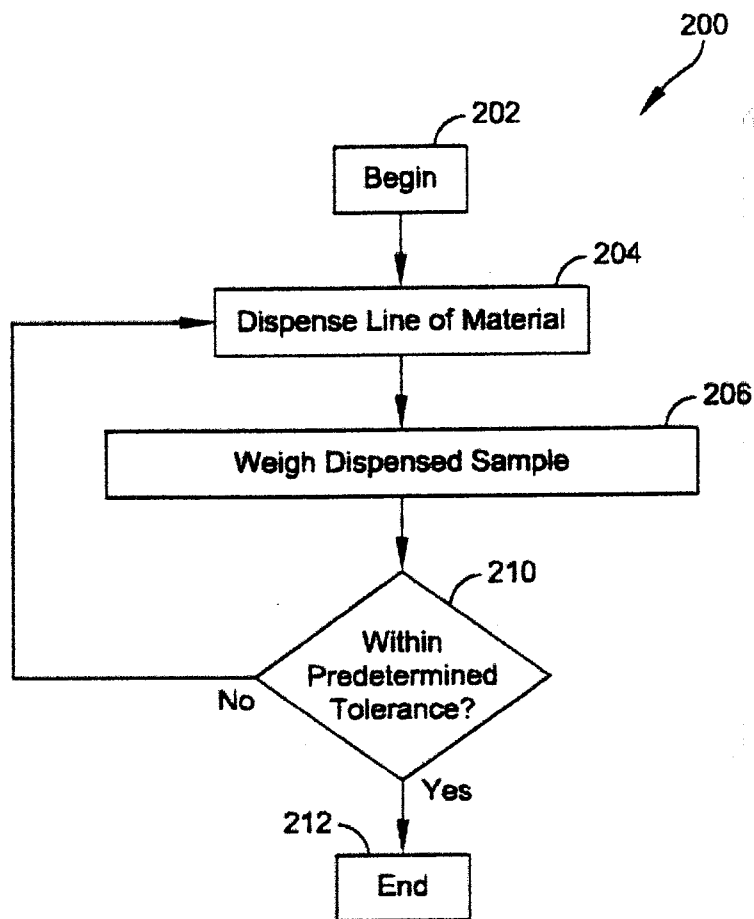 200
202
Begin
204
Dispense Line of Material
206
Weigh Dispensed Sample
210
Within
Predetermined
Tolerance?
No
Yes
212
End